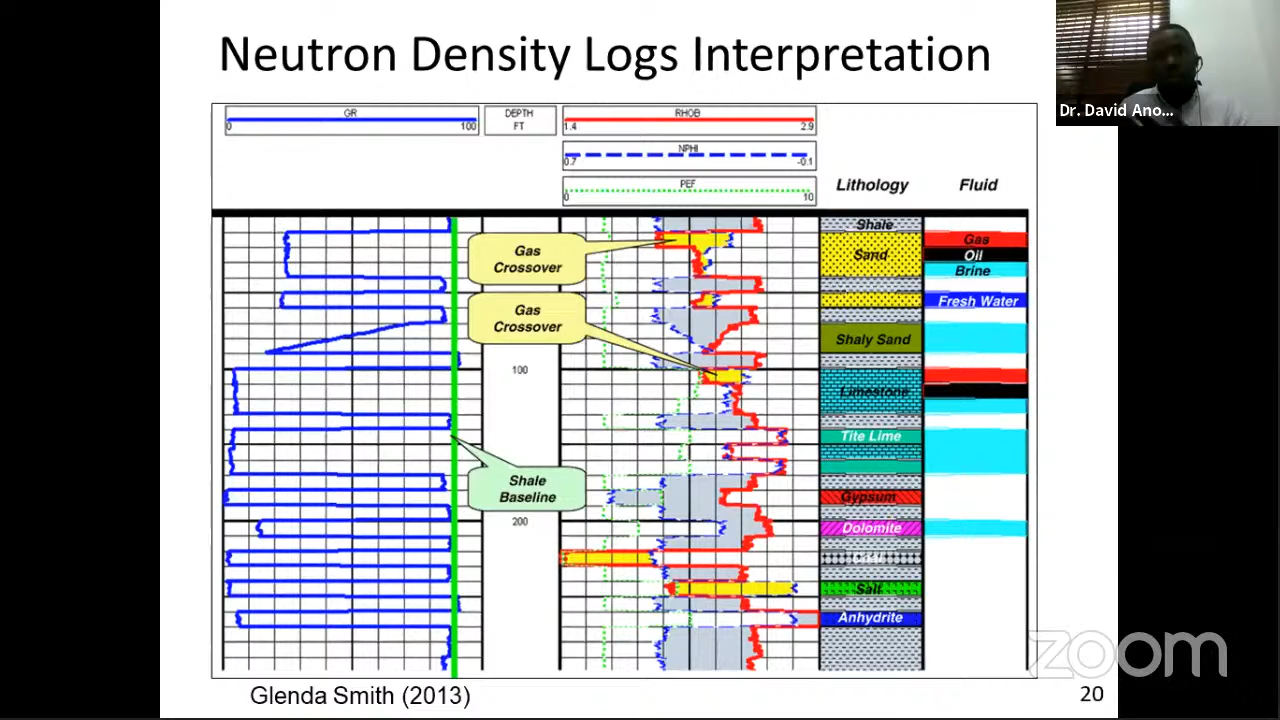 Neutron Density Logs Interpretation
Dr. David Ano...
GR
0 100
DEPTH
FT
RHOB
1.4 2.9
NPHI
0.7 -0.1
PEF
0 10
Lithology Fluid
Shale
Gas
Crossover
Sand
Gas
Oil
Brine
Gas
Crossover
Fresh Water
Shaly Sand
100
Limestone
Tite Lime
Shale
Baseline
Gypsum
200
Dolomite
Coal
Salt
Anhydrite
zoom
Glenda Smith (2013)
20